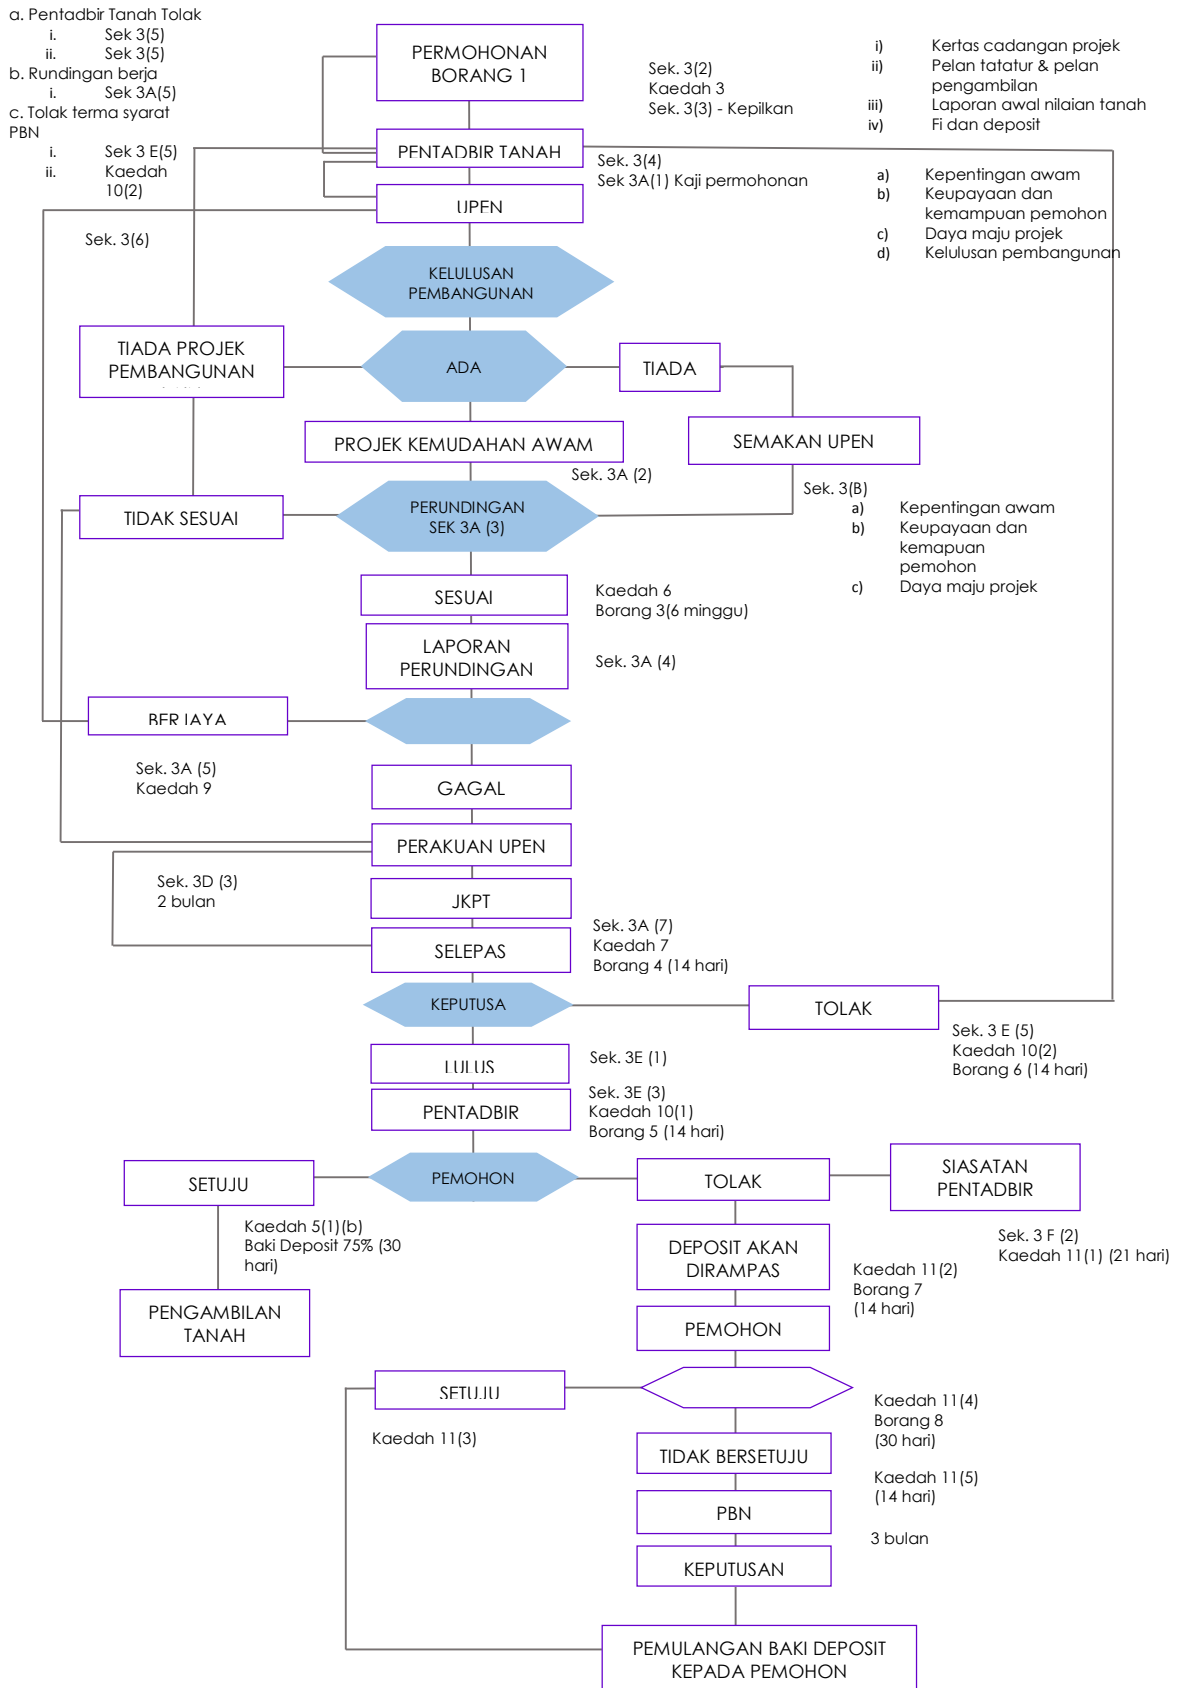 a. Pentadbir Tanah Tolak
i. Sek 3(5)
ii. Sek 3(5)
b. Rundingan berja
i. Sek 3A(5)
c. Tolak terma syarat
PBN
i. Sek 3 E(5)
ii. Kaedah
10(2)
PERMOHONAN
BORANG 1
Sek. 3(2)
Kaedah 3
Sek. 3(3) - Kepilkan
i) Kertas cadangan projek
ii) Pelan tatatur & pelan
pengambilan
iii) Laporan awal nilaian tanah
iv) Fi dan deposit
PENTADBIR TANAH
Sek. 3(4)
Sek 3A(1) Kaji permohonan
a) Kepentingan awam
b) Keupayaan dan
kemampuan pemohon
c) Daya maju projek
d) Kelulusan pembangunan
UPEN
Sek. 3(6)
KELULUSAN
PEMBANGUNAN
TIADA PROJEK
PEMBANGUNAN
ADA
TIADA
PROJEK KEMUDAHAN AWAM
SEMAKAN UPEN
Sek. 3A (2)
Sek. 3(B)
a) Kepentingan awam
b) Keupayaan dan
kemapuan
pemohon
c) Daya maju projek
TIDAK SESUAI
PERUNDINGAN
SEK 3A (3)
SESUAI
Kaedah 6
Borang 3(6 minggu)
LAPORAN
PERUNDINGAN
Sek. 3A (4)
BERJAYA
Sek. 3A (5)
Kaedah 9
GAGAL
PERAKUAN UPEN
Sek. 3D (3)
2 bulan
JKPT
SELEPAS
Sek. 3A (7)
Kaedah 7
Borang 4 (14 hari)
KEPUTUSA
TOLAK
Sek. 3 E (5)
Kaedah 10(2)
Borang 6 (14 hari)
LULUS
Sek. 3E (1)
PENTADBIR
Sek. 3E (3)
Kaedah 10(1)
Borang 5 (14 hari)
SETUJU
PEMOHON
TOLAK
SIASATAN
PENTADBIR
Kaedah 5(1)(b)
Baki Deposit 75% (30
hari)
Sek. 3 F (2)
Kaedah 11(1) (21 hari)
DEPOSIT AKAN
DIRAMPAS
Kaedah 11(2)
Borang 7
(14 hari)
PENGAMBILAN
TANAH
PEMOHON
SETUJU
Kaedah 11(3)
Kaedah 11(4)
Borang 8
(30 hari)
TIDAK BERSETUJU
Kaedah 11(5)
(14 hari)
PBN
3 bulan
KEPUTUSAN
PEMULANGAN BAKI DEPOSIT
KEPADA PEMOHON